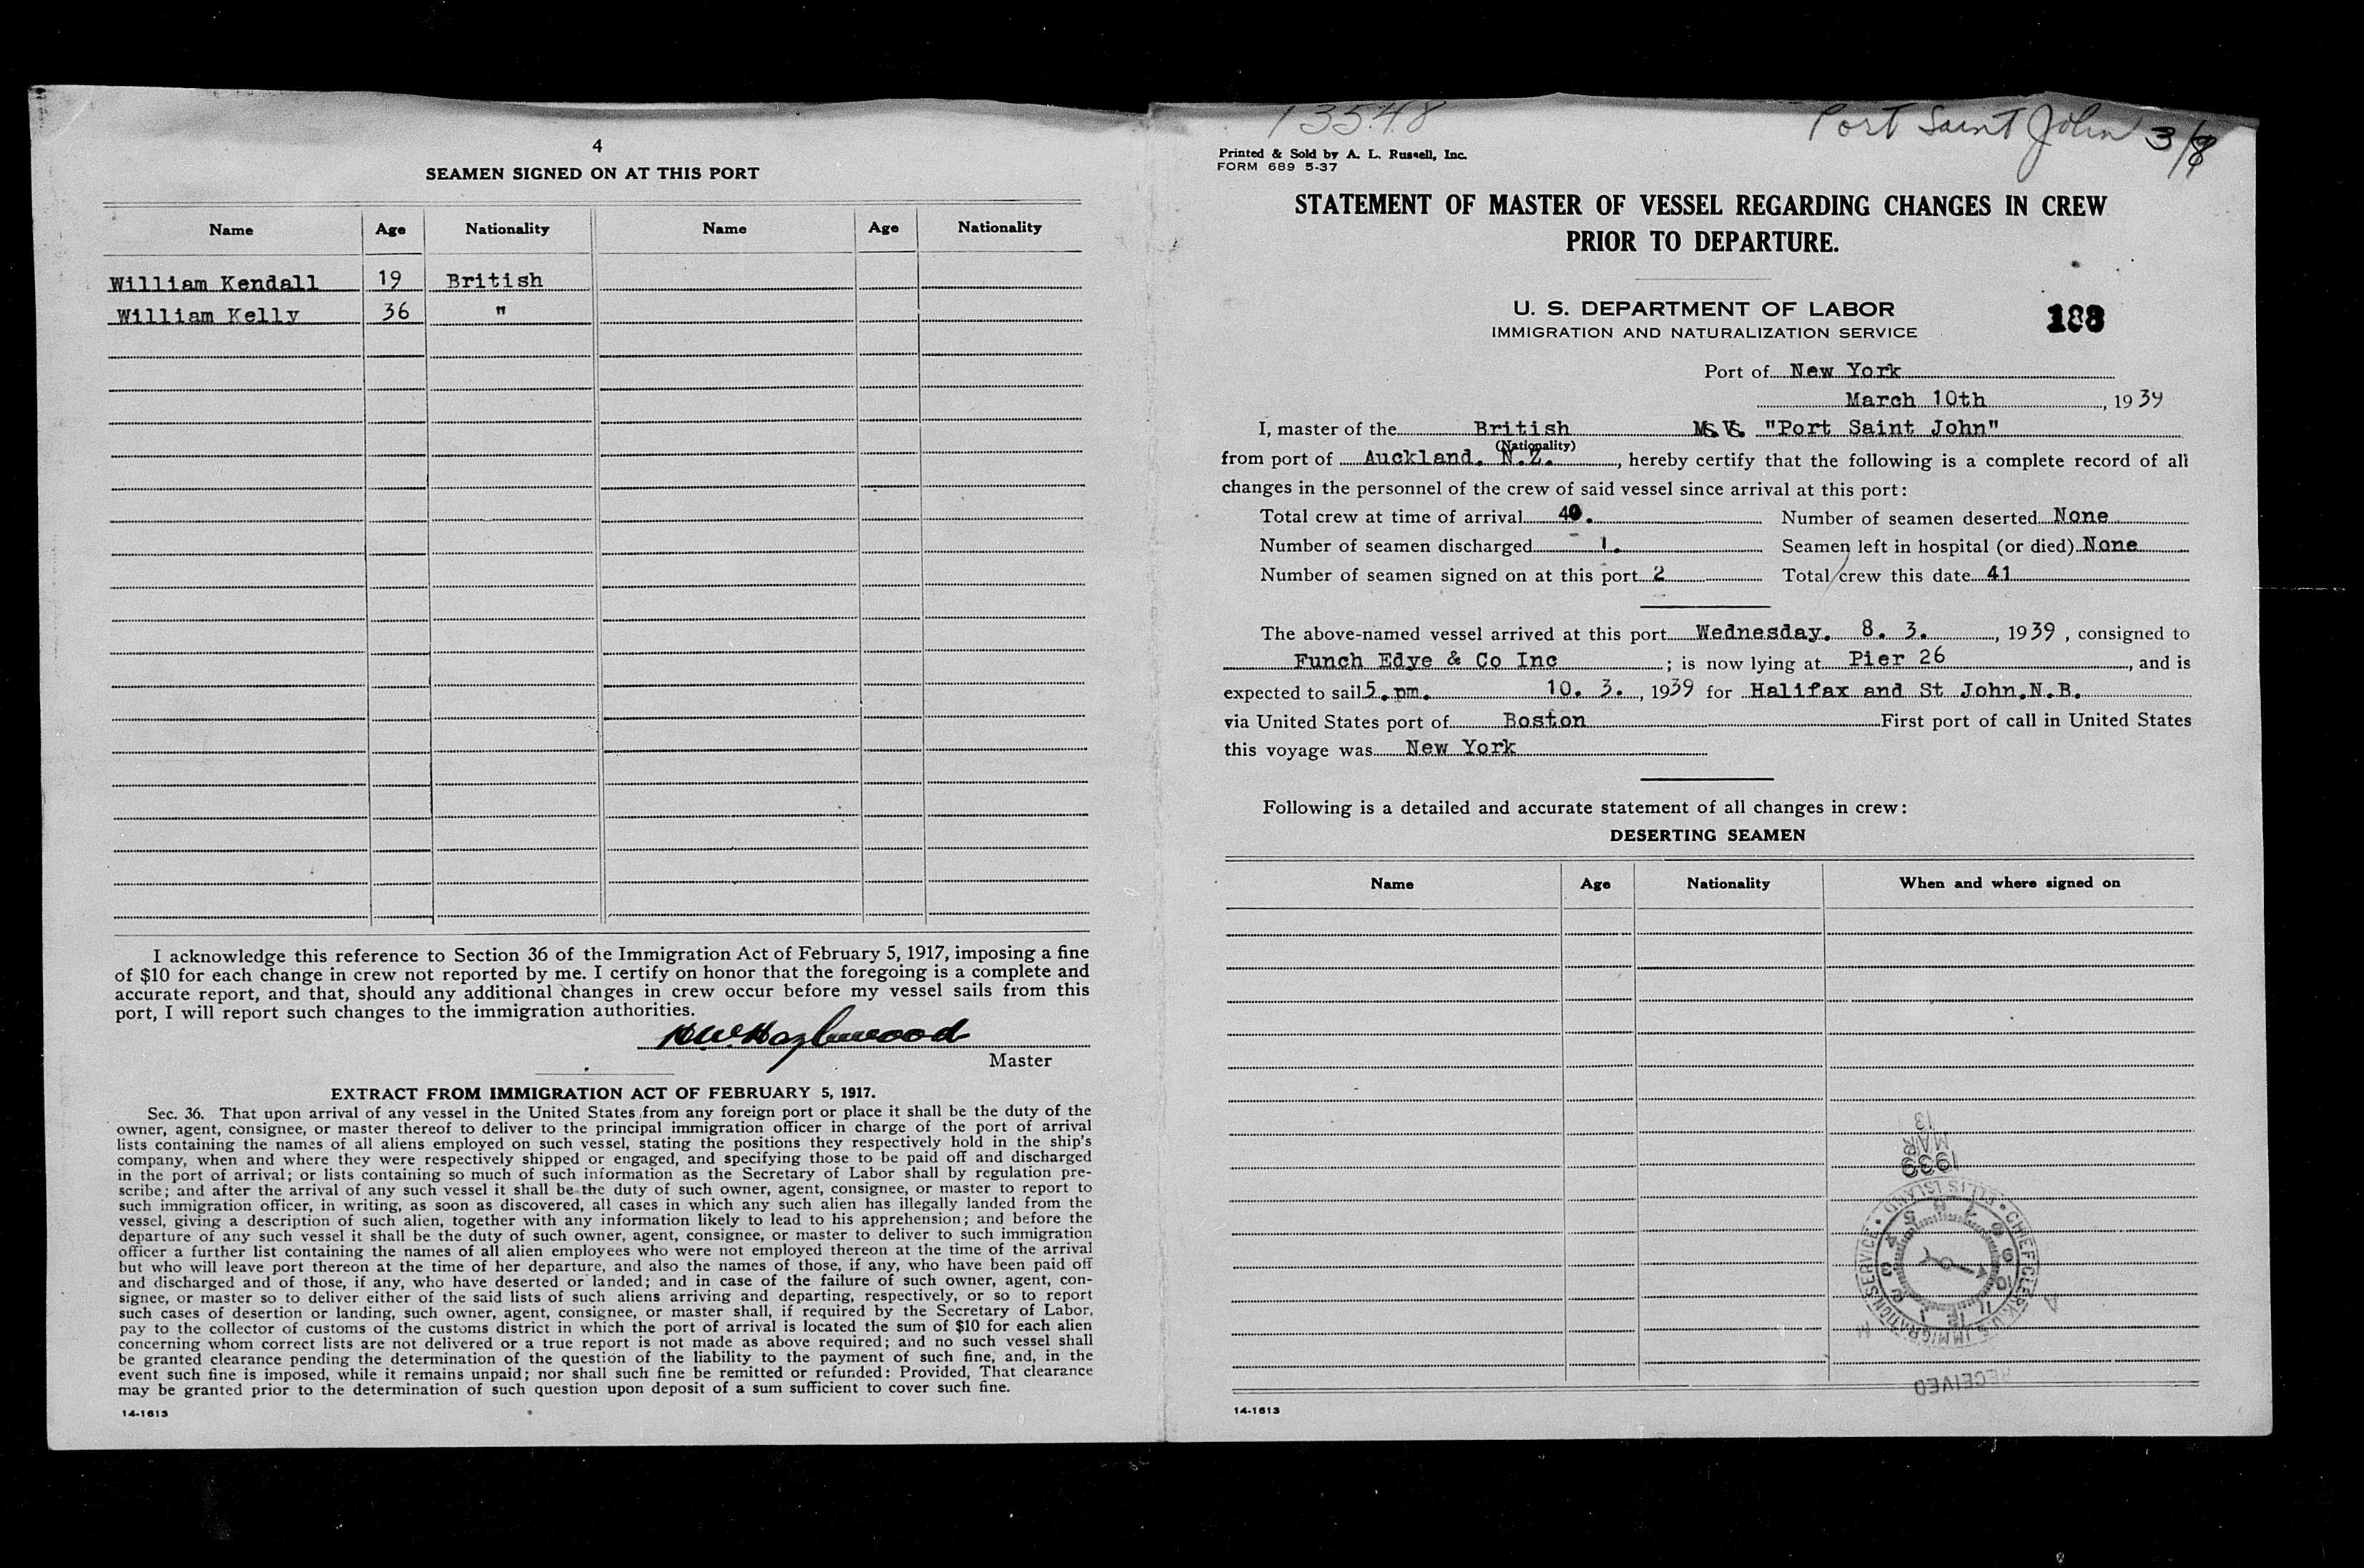 4
SEAMEN SIGNED ON AT THIS PORT
Name Age Nationality Name Age Nationality
William Kendall 19 British
William Kelly 36 "
I acknowledge this reference to Section 36 of the Immigration Act of February 5, 1917, imposing a fine
of $10 for each change in crew not reported by me. I certify on honor that the foregoing is a complete and
accurate report, and that, should any additional changes in crew occur before my vessel sails from this
port, I will report such changes to the immigration authorities.
Master
EXTRACT FROM IMMIGRATION ACT OF FEBRUARY 5, 1917.
Sec. 36. That upon arrival of any vessel in the United States from any foreign port or place it shall be the duty of the
owner, agent, consignee, or master thereof to deliver to the principal immigration officer in charge of the port of arrival
lists containing the names of all aliens employed on such vessel, stating the positions they respectively hold in the ship's
company, when and where they were respectively shipped or engaged, and specifying those to be paid off and discharged
in the port of arrival; or lists containing so much of such information as the Secretary of Labor shall by regulation pre-
scribe; and after the arrival of any such vessel it shall be the duty of such owner, agent, consignee, or master to report to
such immigration officer, in writing, as soon as discovered, all cases in which any such alien has illegally landed from the
vessel, giving a description of such alien, together with any information likely to lead to his apprehension; and before the
departure of any such vessel it shall be the duty of such owner, agent, consignee, or master to deliver to such immigration
officer a further list containing the names of all alien employees who were not employed thereon at the time of the arrival
but who will leave port thereon at the time of her departure, and also the names of those, if any, who have been paid off
and discharged and of those, if any, who have deserted or landed; and in case of the failure of such owner, agent, con-
signee, or master so to deliver either of the said lists of such aliens arriving and departing, respectively, or so to report
such cases of desertion or landing, such owner, agent, consignee, or master shall, if required by the Secretary of Labor,
pay to the collector of customs of the customs district in which the port of arrival is located the sum of $10 for each alien
concerning whom correct lists are not delivered or a true report is not made as above required; and no such vessel shall
be granted clearance pending the determination of the question of the liability to the payment of such fine, and, in the
event such fine is imposed, while it remains unpaid; nor shall such fine be remitted or refunded: Provided, That clearance
may be granted prior to the determination of such question upon deposit of a sum sufficient to cover such fine.
14-1613
13548 Port Saint John
Printed & Sold by A. L. Russell, Inc.
FORM 689 5-37
STATEMENT OF MASTER OF VESSEL REGARDING CHANGES IN CREW
PRIOR TO DEPARTURE.
U. S. DEPARTMENT OF LABOR
IMMIGRATION AND NATURALIZATION SERVICE
Port of New York
March 10th, 1939
I, master of the British "Port Saint John"
(Nationality)
from port of Auckland. N.Z., hereby certify that the following is a complete record of all
changes in the personnel of the crew of said vessel since arrival at this port:
Total crew at time of arrival 40. Number of seamen deserted None
Number of seamen discharged 1. Seamen left in hospital (or died) None
Number of seamen signed on at this port 2 Total crew this date 41
The above-named vessel arrived at this port Wednesday. 8. 3., 1939, consigned to
Funch Edye & Co Inc; is now lying at Pier 26, and is
expected to sail 5.pm. 10. 3., 1939 for Halifax and St John.N.B.
via United States port of Boston First port of call in United States
this voyage was New York
Following is a detailed and accurate statement of all changes in crew:
DESERTING SEAMEN
Name Age Nationality When and where signed on
1939
MAR
13
CHIEF CLERK U.S. IMMIGRATION SERVICE • ELLIS ISLAND
RECEIVED
14-1613